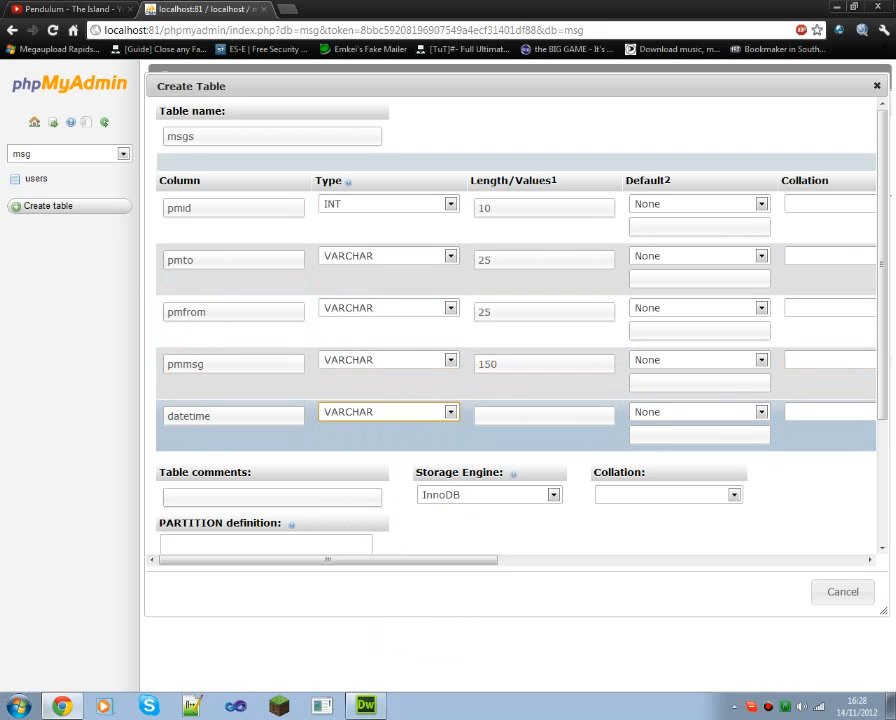 Pendulum - The Island - Y
localhost:81 / localhost / m
localhost:81/phpmyadmin/index.php?db=msg&token=8bbc59208196907549a4ecf31401df88&db=msg
Megaupload Rapids...
[Guide] Close any Fa...
ES-E | Free Security ...
Emkei's Fake Mailer
[TuT]#- Full Ultimat...
the BIG GAME - It's ...
Download music, m...
Bookmaker in South...
phpMyAdmin
msg
users
Create table
Create Table
Table name:
msgs
Column Type Length/Values1 Default2 Collation
pmid INT 10 None
pmto VARCHAR 25 None
pmfrom VARCHAR 25 None
pmmsg VARCHAR 150 None
datetime VARCHAR None
Table comments: Storage Engine: Collation:
InnoDB
PARTITION definition:
Cancel
Dw
16:28
14/11/2012